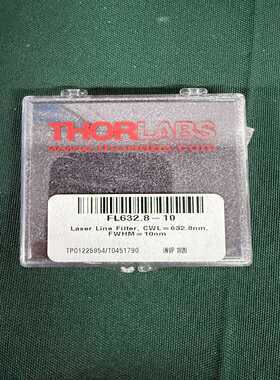 THORLABS
www.thorlabs.com
FL632.8-10
Laser Line Filter, CWL=632.8nm,
FWHM=10nm
TP01225954/T0451790